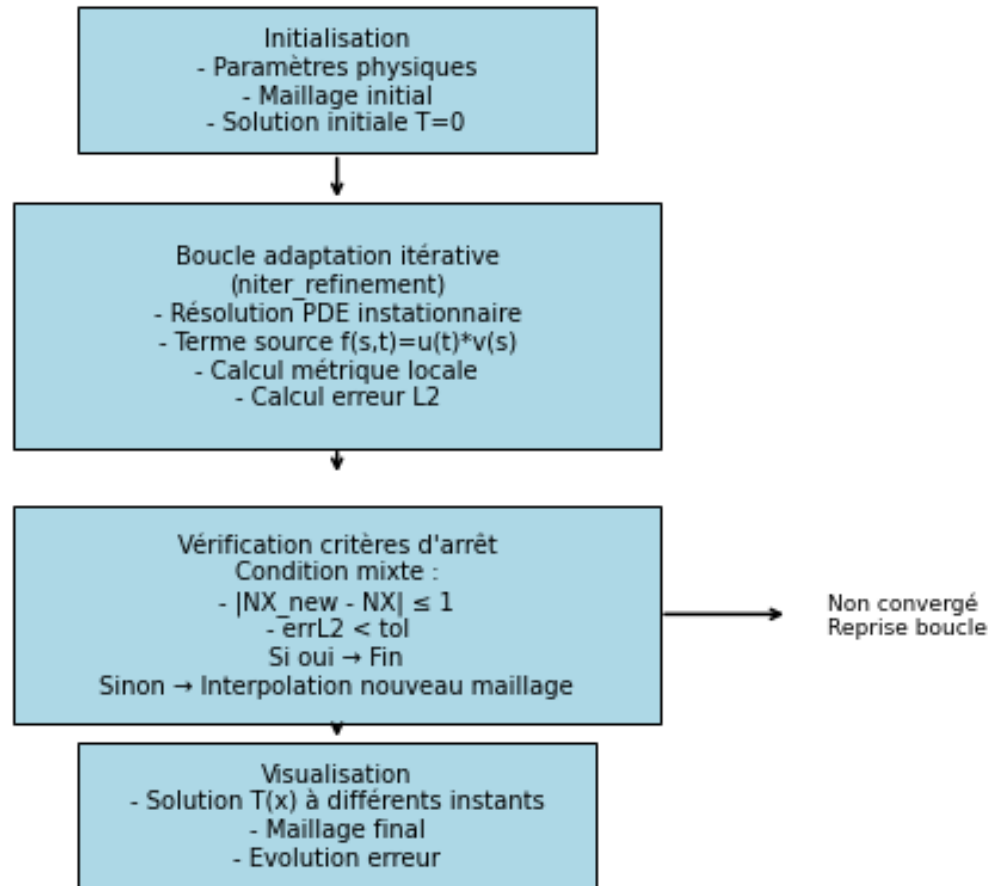 Initialisation
- Paramètres physiques
- Maillage initial
- Solution initiale T=0
Boucle adaptation itérative
(niter_refinement)
- Résolution PDE instationnaire
- Terme source f(s,t)=u(t)*v(s)
- Calcul métrique locale
- Calcul erreur L2
Vérification critères d'arrêt
Condition mixte :
- |NX_new - NX| ≤ 1
- errL2 < tol
Si oui → Fin
Sinon → Interpolation nouveau maillage
Non convergé
Reprise boucle
Visualisation
- Solution T(x) à différents instants
- Maillage final
- Evolution erreur